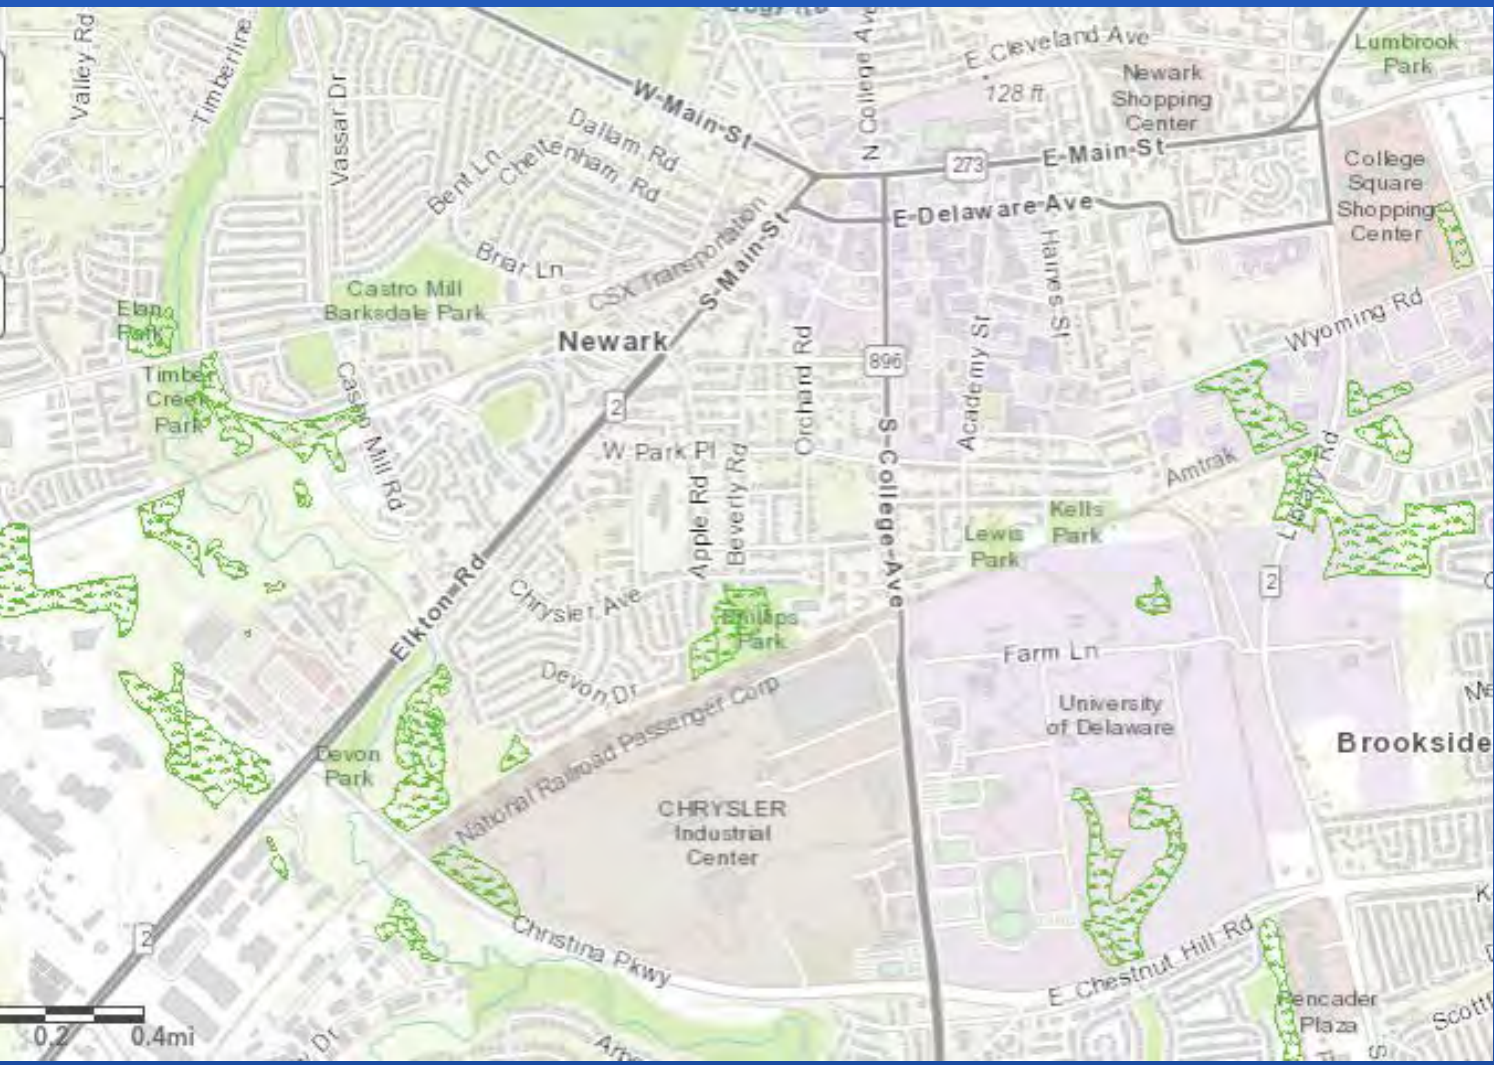 Valley Rd
Timberline
Vassar Dr
W-Main-St
N College Ave
E Cleveland Ave
128 ft
Newark
Shopping
Center
Lumbrook
Park
Dallam Rd
Cheltenham Rd
Bent Ln
Briar Ln
273
E-Main-St
College
Square
Shopping
Center
E-Delaware-Ave
CSX Transportation
S-Main-St
Haines St
Castro Mill
Barksdale Park
Elan
Park
Newark
Wyoming Rd
Timber
Creek
Park
Casho Mill Rd
2
896
Orchard Rd
Academy St
W Park Pl
Apple Rd
Beverly Rd
S-College-Ave
Amtrak
Library Rd
Kells
Park
Lewis
Park
2
Elkton-Rd
Chrysler Ave
Phillips
Park
Devon Dr
Farm Ln
University
of Delaware
National Railroad Passenger Corp
Devon
Park
Brookside
CHRYSLER
Industrial
Center
2
Christina Pkwy
E Chestnut Hill Rd
Pencader
Plaza
0.2
0.4mi